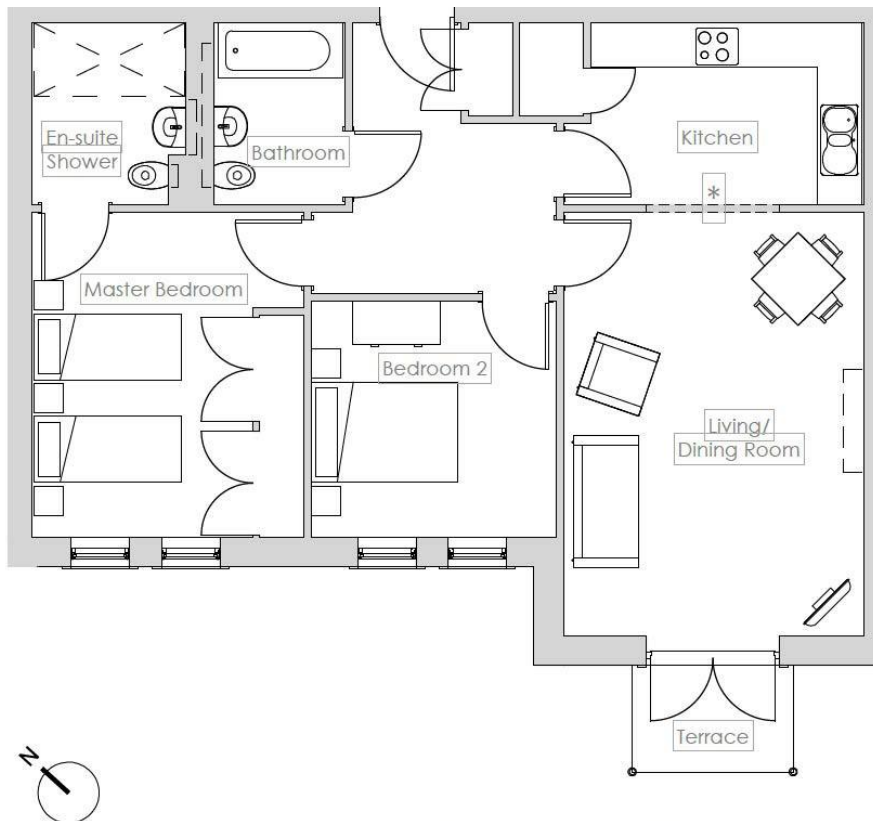 En-suite
Shower
Bathroom
Kitchen
*
Master Bedroom
Bedroom 2
Living/
Dining Room
Terrace
N